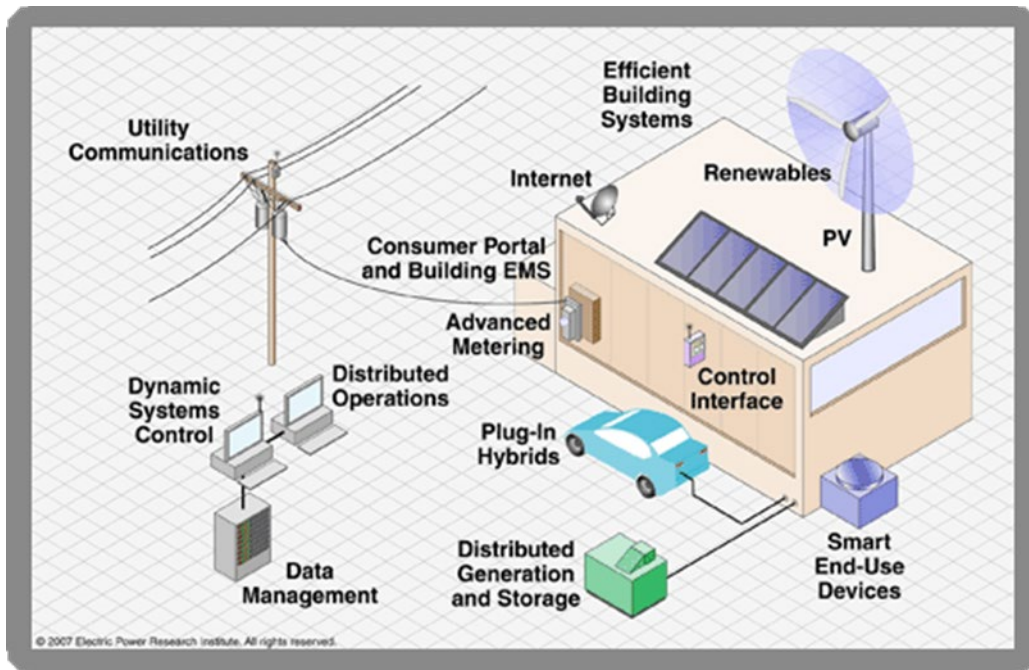 Efficient
Building
Systems
Utility
Communications
Internet
Renewables
PV
Consumer Portal
and Building EMS
Advanced
Metering
Control
Interface
Dynamic
Systems
Control
Distributed
Operations
Plug-In
Hybrids
Data
Management
Distributed
Generation
and Storage
Smart
End-Use
Devices
© 2007 Electric Power Research Institute. All rights reserved.